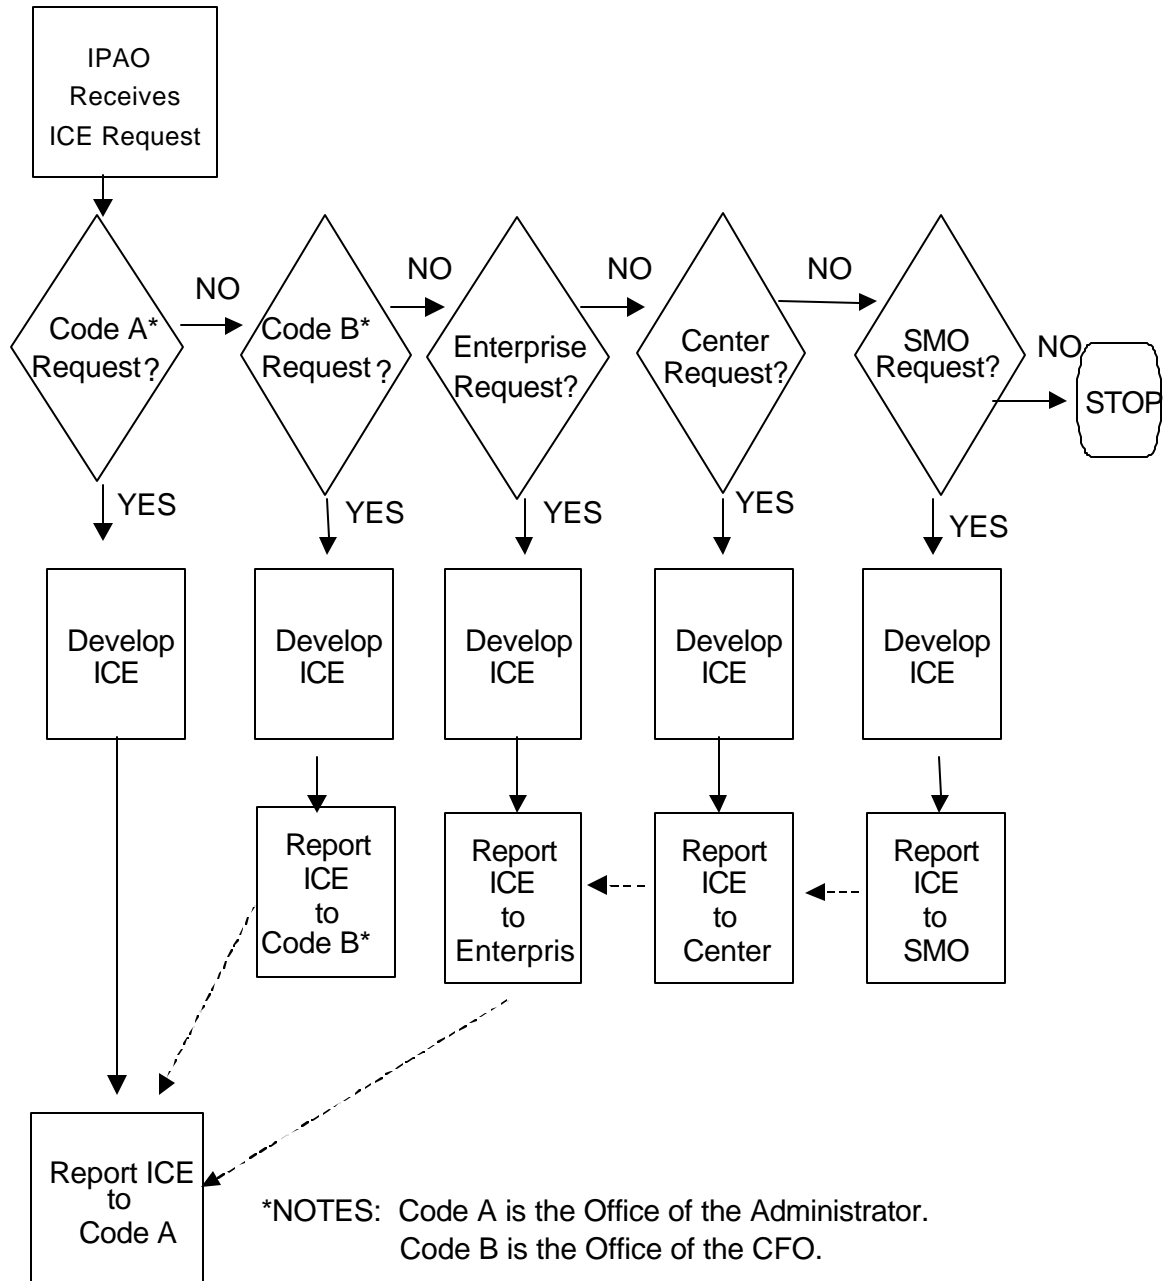 IPAO
Receives
ICE Request
Code A*
Request?
NO
Code B*
Request?
NO
Enterprise
Request?
NO
Center
Request?
NO
SMO
Request?
NO
STOP
YES
YES
YES
YES
YES
Develop
ICE
Develop
ICE
Develop
ICE
Develop
ICE
Develop
ICE
Report
ICE
to
Code B*
Report
ICE
to
Enterpris
Report
ICE
to
Center
Report
ICE
to
SMO
Report ICE
to
Code A
*NOTES: Code A is the Office of the Administrator.
Code B is the Office of the CFO.